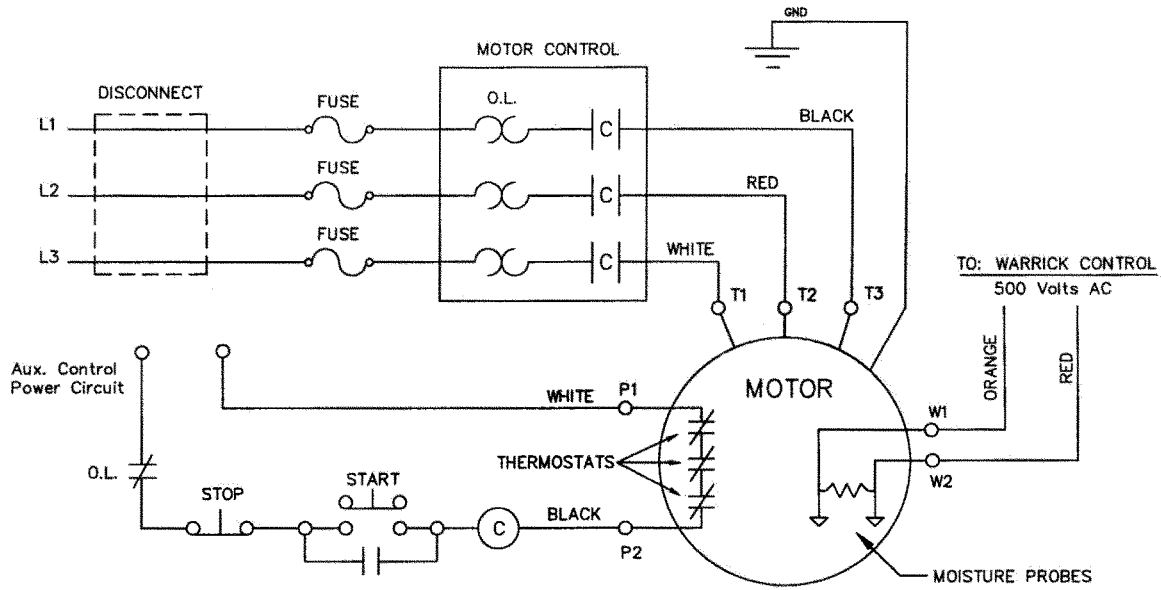 GND
MOTOR CONTROL
DISCONNECT
FUSE
O.L.
L1
C
BLACK
FUSE
L2
C
RED
FUSE
L3
C
WHITE
TO: WARRICK CONTROL
500 Volts AC
T1
T2
T3
ORANGE
RED
Aux. Control
Power Circuit
WHITE
P1
MOTOR
W1
O.L.
THERMOSTATS
W2
STOP
START
C
BLACK
P2
MOISTURE PROBES